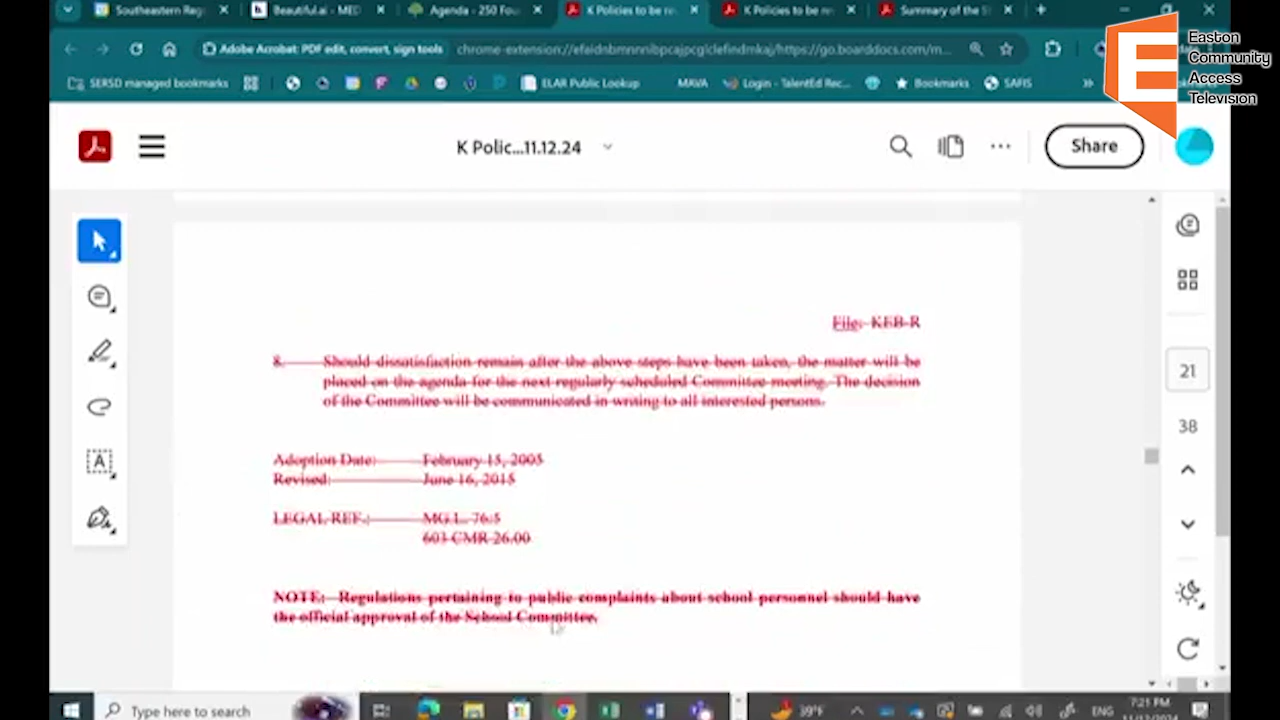 Southeastern Reg
Beautiful.ai - MED
Agenda - 250 Fou
K Policies to be re
K Policies to be re
Summary of the S
Adobe Acrobat: PDF edit, convert, sign tools
chrome-extension://efaidnbmnnnibpcajpcglclefindmkaj/https://go.boarddocs.com/m...
SERSD managed bookmarks
ELAR Public Lookup
MAVA
Login - TalentEd Rec...
Bookmarks
SAFIS
Easton
Community
Access
Television
K Polic...11.12.24
Share
21
38
File: KEB-R
8. Should dissatisfaction remain after the above steps have been taken, the matter will be
placed on the agenda for the next regularly scheduled Committee meeting. The decision
of the Committee will be communicated in writing to all interested persons.
Adoption Date: February 15, 2005
Revised: June 16, 2015
LEGAL REF.: M.G.L. 76:5
603 CMR 26.00
NOTE: Regulations pertaining to public complaints about school personnel should have
the official approval of the School Committee.
Type here to search
39°F
ENG
7:21 PM